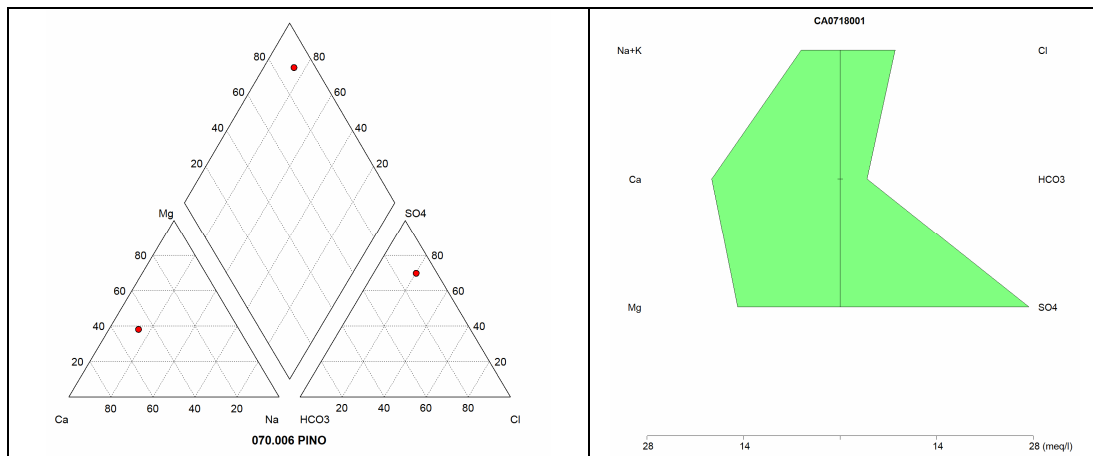 80 80
60 60
40 40
20 20
Mg SO4
80 80
60 60
40 40
20 20
Ca 80 60 40 20 Na HCO3 20 40 60 80 Cl
070.006 PINO
CA0718001
Na+K Cl
Ca HCO3
Mg SO4
28 14 14 28 (meq/l)